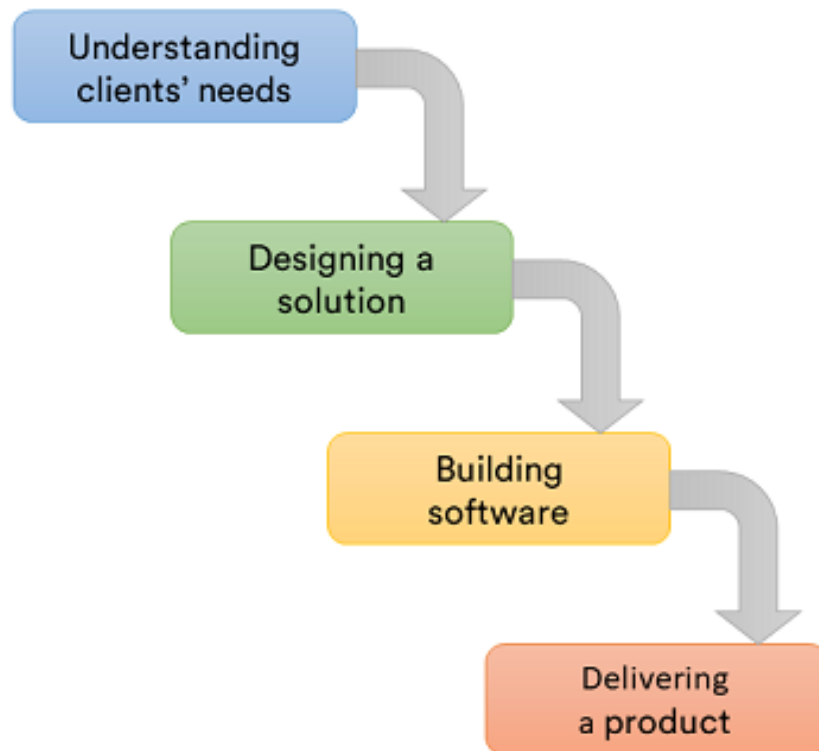 Understanding
clients’ needs
Designing a
solution
Building
software
Delivering
a product